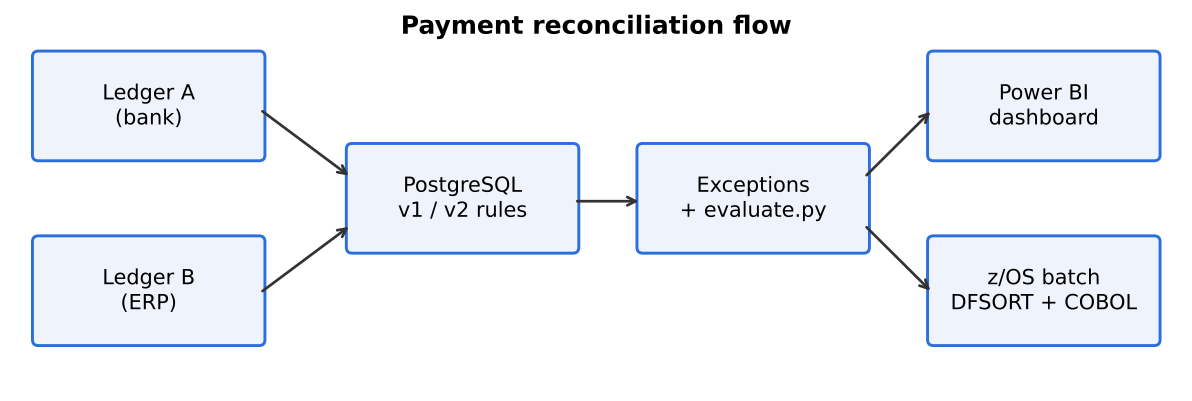 Payment reconciliation flow
Ledger A
(bank)
Ledger B
(ERP)
PostgreSQL
v1 / v2 rules
Exceptions
+ evaluate.py
Power BI
dashboard
z/OS batch
DFSORT + COBOL